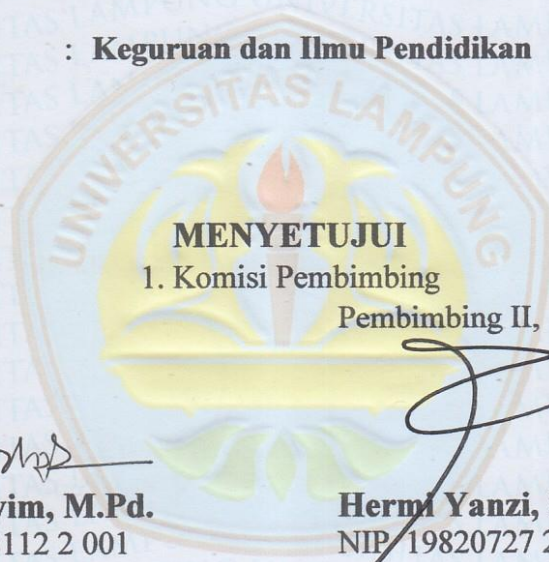 : Keguruan dan Ilmu Pendidikan
UNIVERSITAS LAMPUNG
MENYETUJUI
1. Komisi Pembimbing
Pembimbing II,
yim, M.Pd.
Hermi Yanzi,
112 2 001
NIP 19820727 2